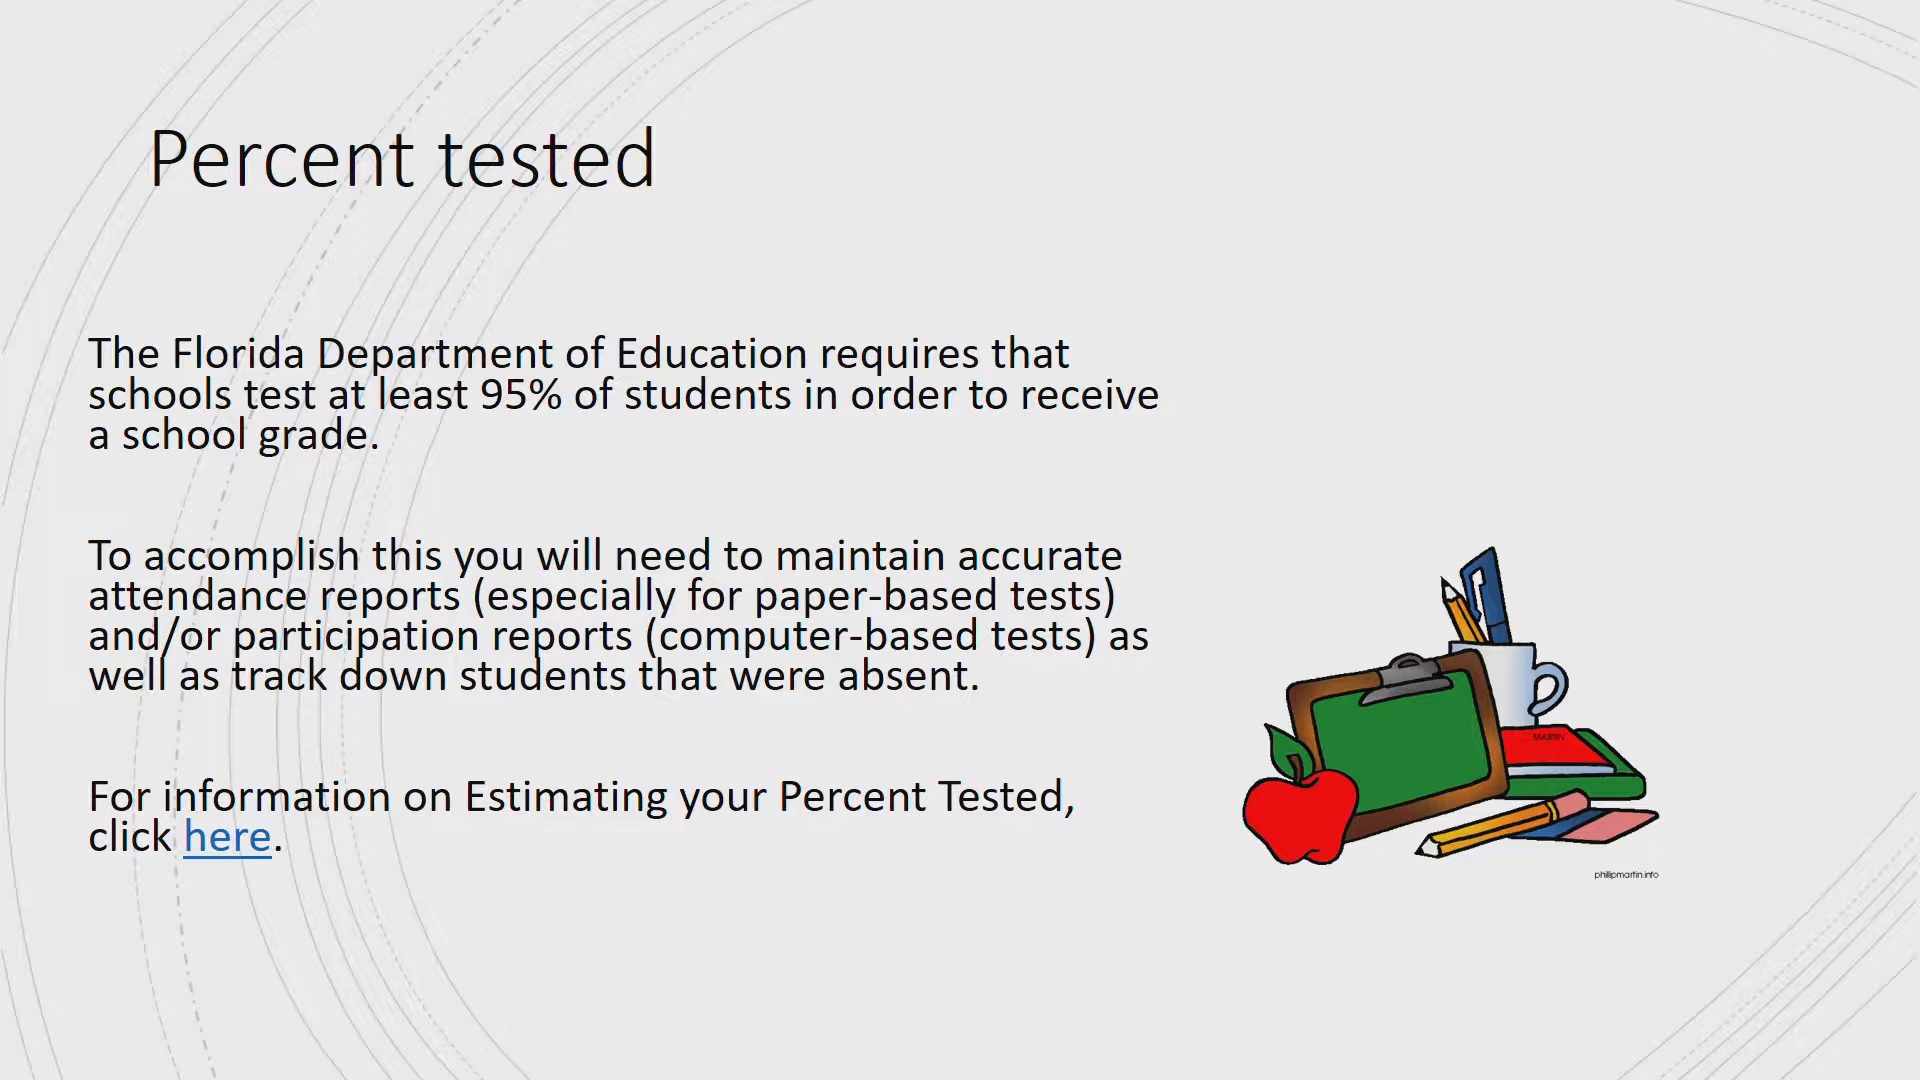 Percent tested
The Florida Department of Education requires that
schools test at least 95% of students in order to receive
a school grade.
To accomplish this you will need to maintain accurate
attendance reports (especially for paper-based tests)
and/or participation reports (computer-based tests) as
well as track down students that were absent.
For information on Estimating your Percent Tested,
click here.
MARTIN
phillipmartin.info